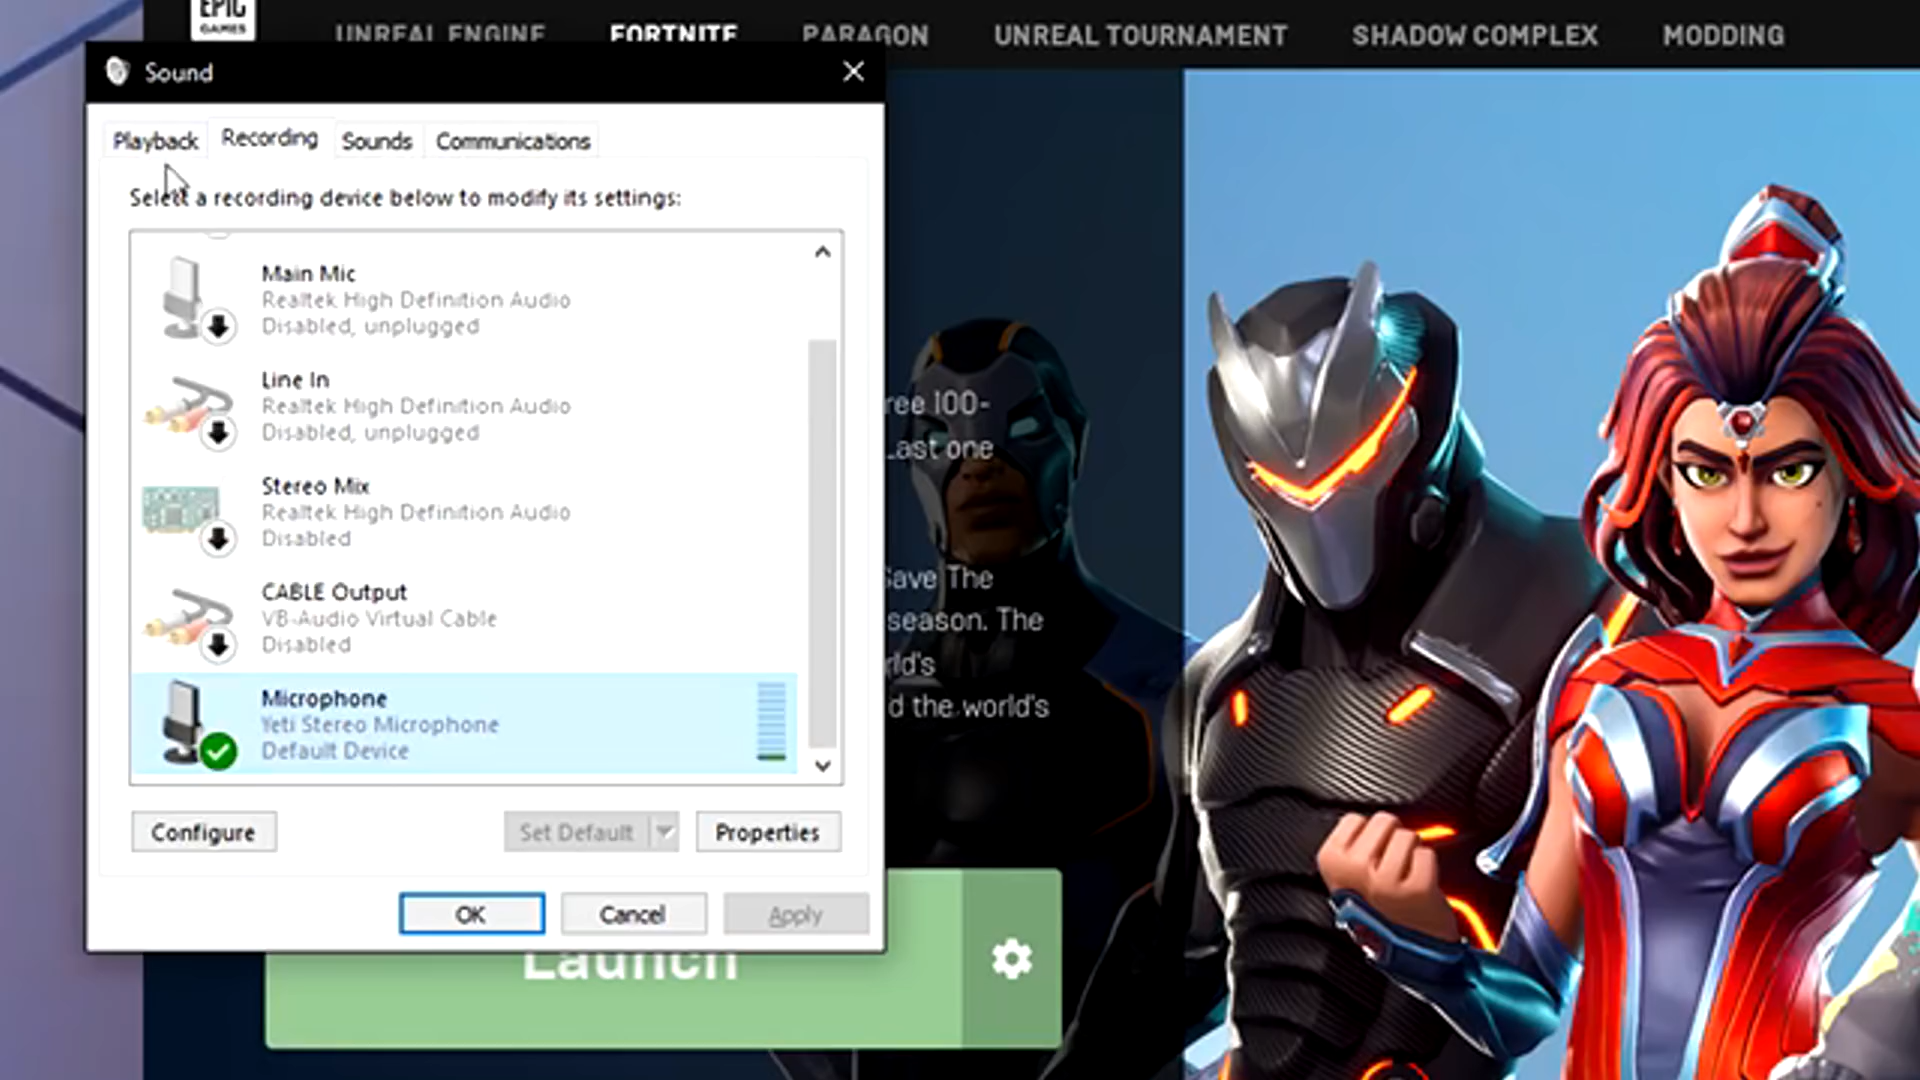 EPIC
GAMES
UNREAL ENGINE
FORTNITE
PARAGON
UNREAL TOURNAMENT
SHADOW COMPLEX
MODDING
Sound
Playback
Recording
Sounds
Communications
Select a recording device below to modify its settings:
Main Mic
Realtek High Definition Audio
Disabled, unplugged
Line In
Realtek High Definition Audio
Disabled, unplugged
Stereo Mix
Realtek High Definition Audio
Disabled
CABLE Output
VB-Audio Virtual Cable
Disabled
Microphone
Yeti Stereo Microphone
Default Device
Configure
Set Default
Properties
OK
Cancel
Apply
ree 100-
Last one
Save The
season. The
rld's
d the world's
Launch